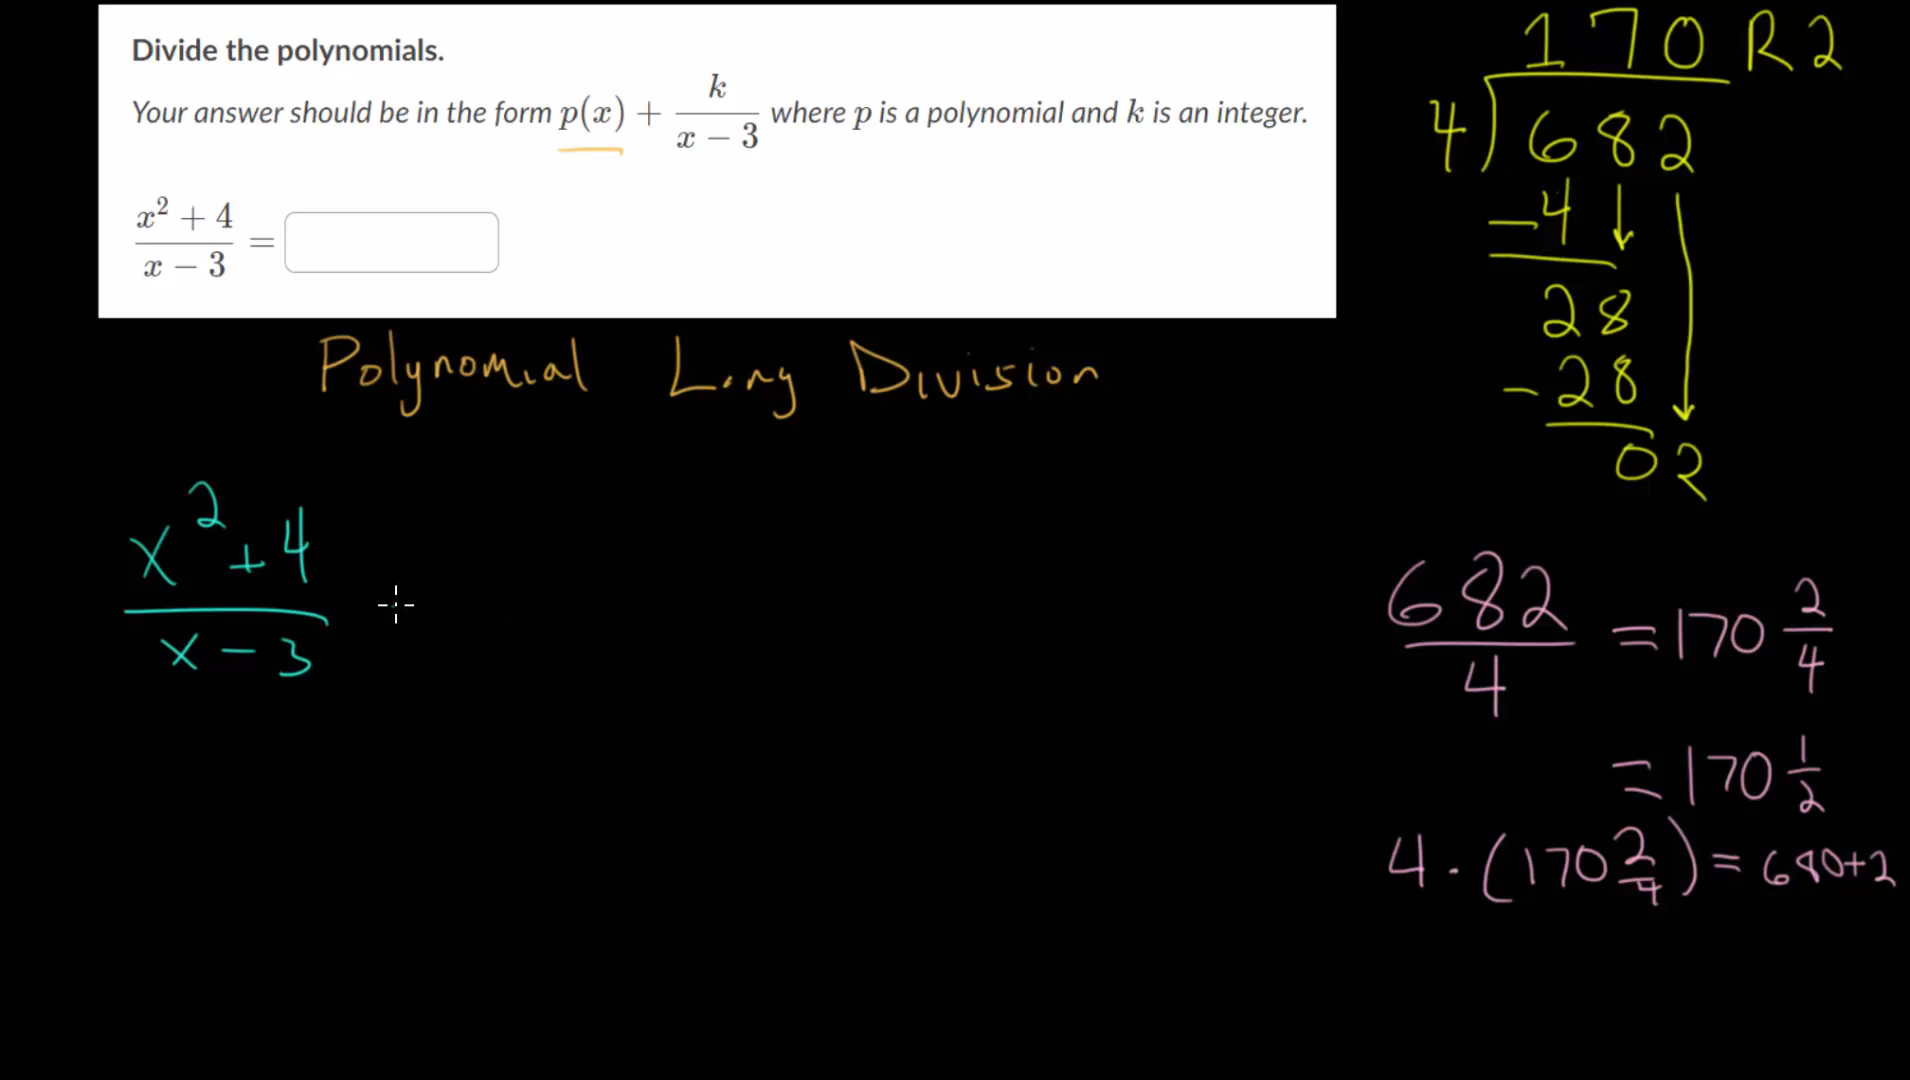 Divide the polynomials.
Your answer should be in the form p(x) + k/(x − 3) where p is a polynomial and k is an integer.
(x² + 4)/(x − 3) =
Polynomial Long Division
x² + 4
x − 3
170 R 2
4) 682
−4
28
−28
02
682/4 = 170 2/4
= 170 1/2
4 · (170 2/4) = 680+2